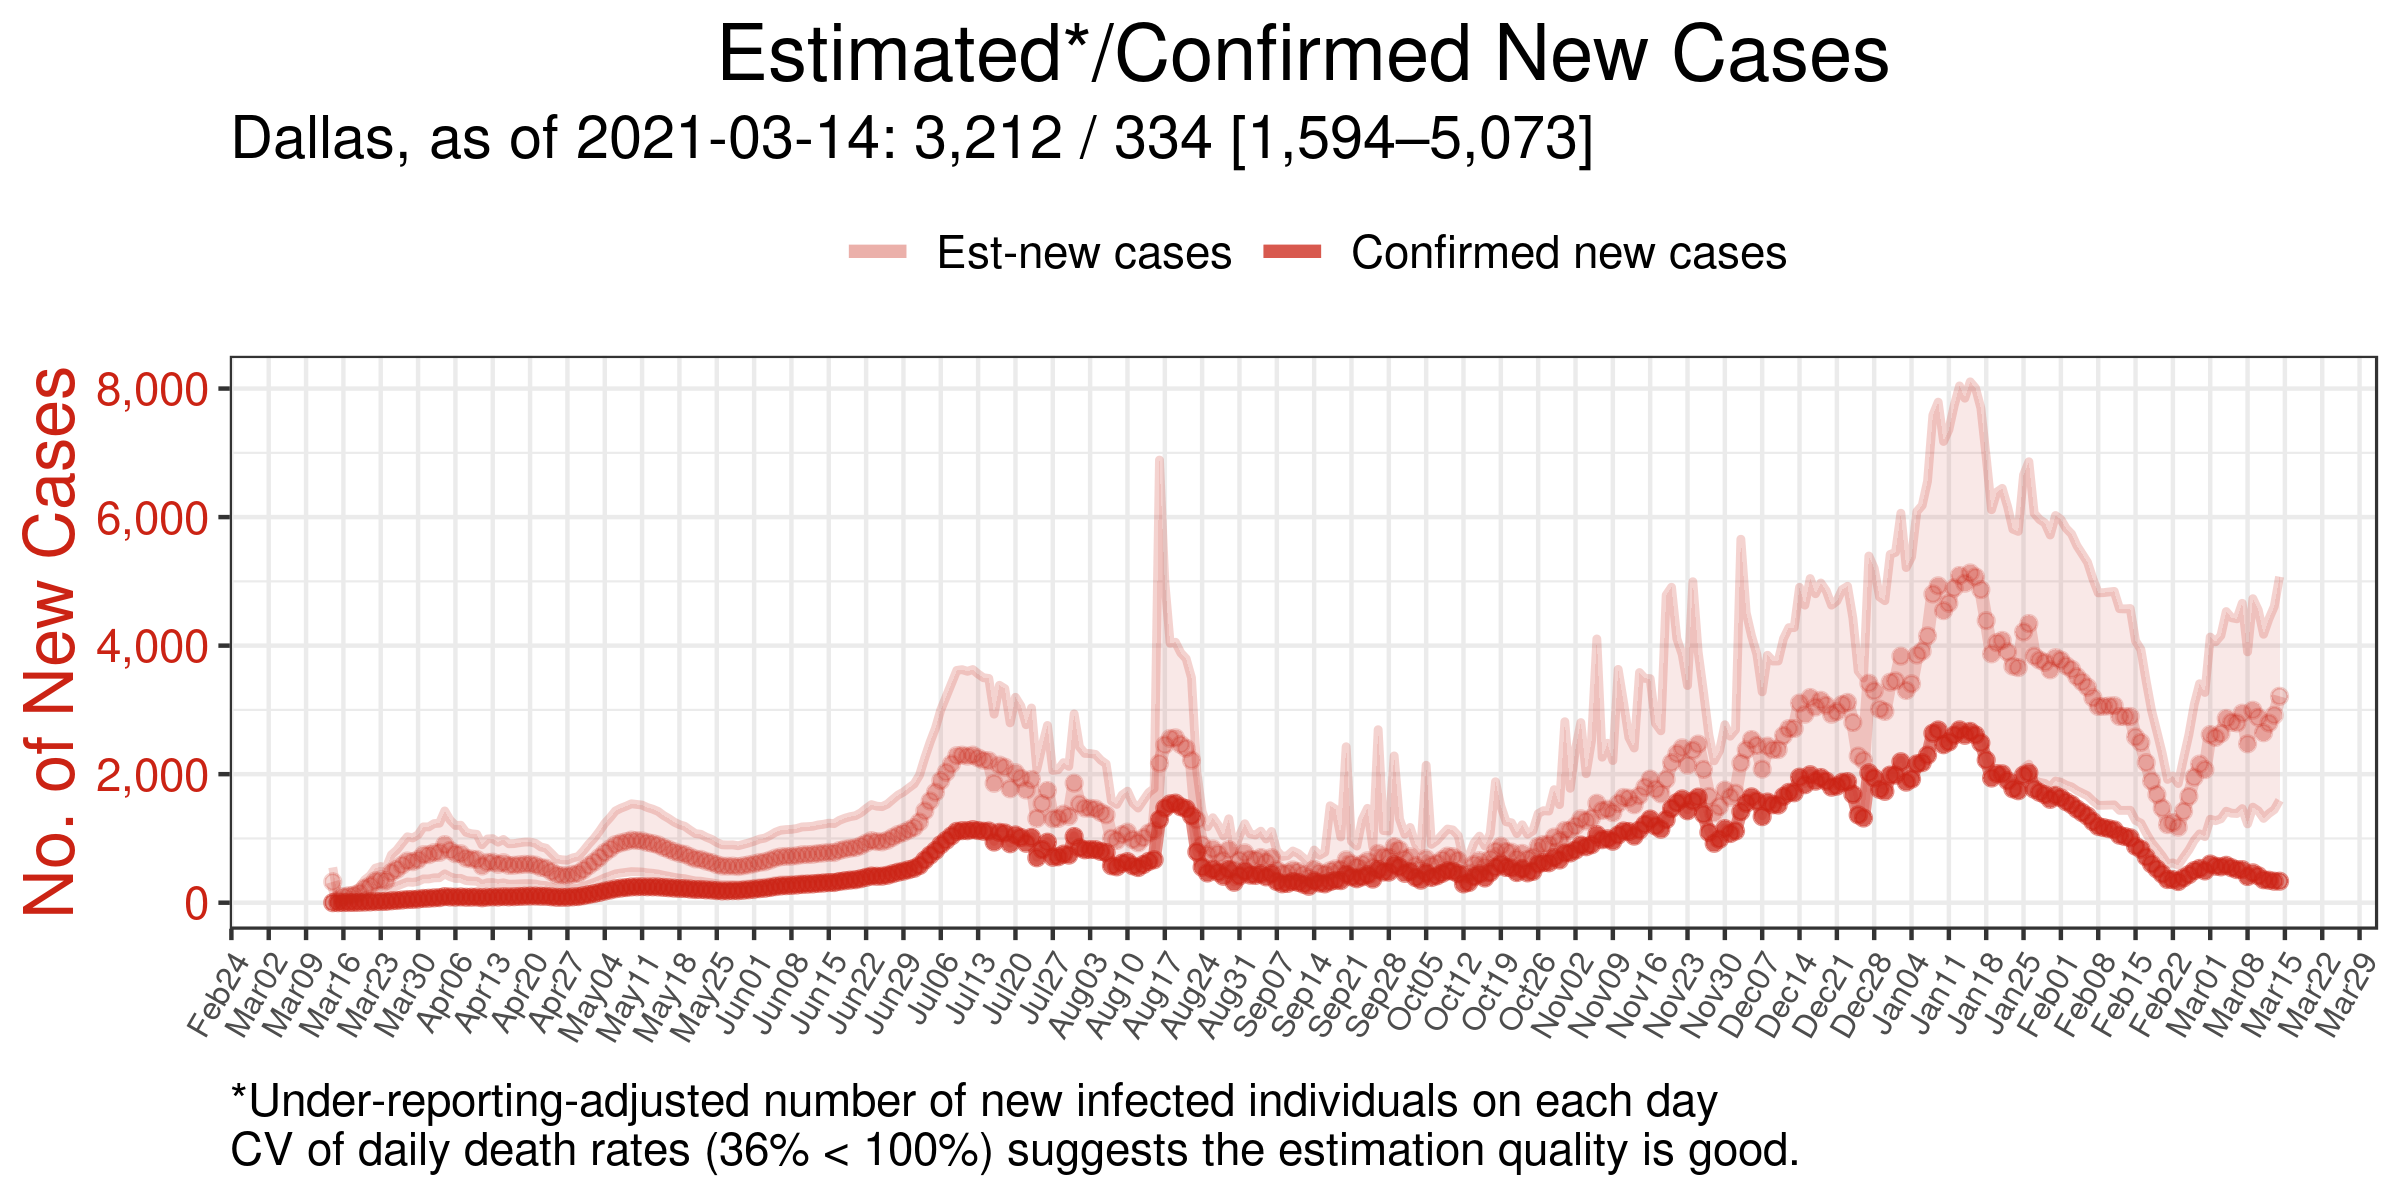 Estimated*/Confirmed New Cases
Dallas, as of 2021-03-14: 3,212 / 334 [1,594–5,073]
Est-new cases Confirmed new cases
No. of New Cases
8,000
6,000
4,000
2,000
0
Feb24 Mar02 Mar09 Mar16 Mar23 Mar30 Apr06 Apr13 Apr20 Apr27 May04 May11 May18 May25 Jun01 Jun08 Jun15 Jun22 Jun29 Jul06 Jul13 Jul20 Jul27 Aug03 Aug10 Aug17 Aug24 Aug31 Sep07 Sep14 Sep21 Sep28 Oct05 Oct12 Oct19 Oct26 Nov02 Nov09 Nov16 Nov23 Nov30 Dec07 Dec14 Dec21 Dec28 Jan04 Jan11 Jan18 Jan25 Feb01 Feb08 Feb15 Feb22 Mar01 Mar08 Mar15 Mar22 Mar29
*Under-reporting-adjusted number of new infected individuals on each day
CV of daily death rates (36% < 100%) suggests the estimation quality is good.